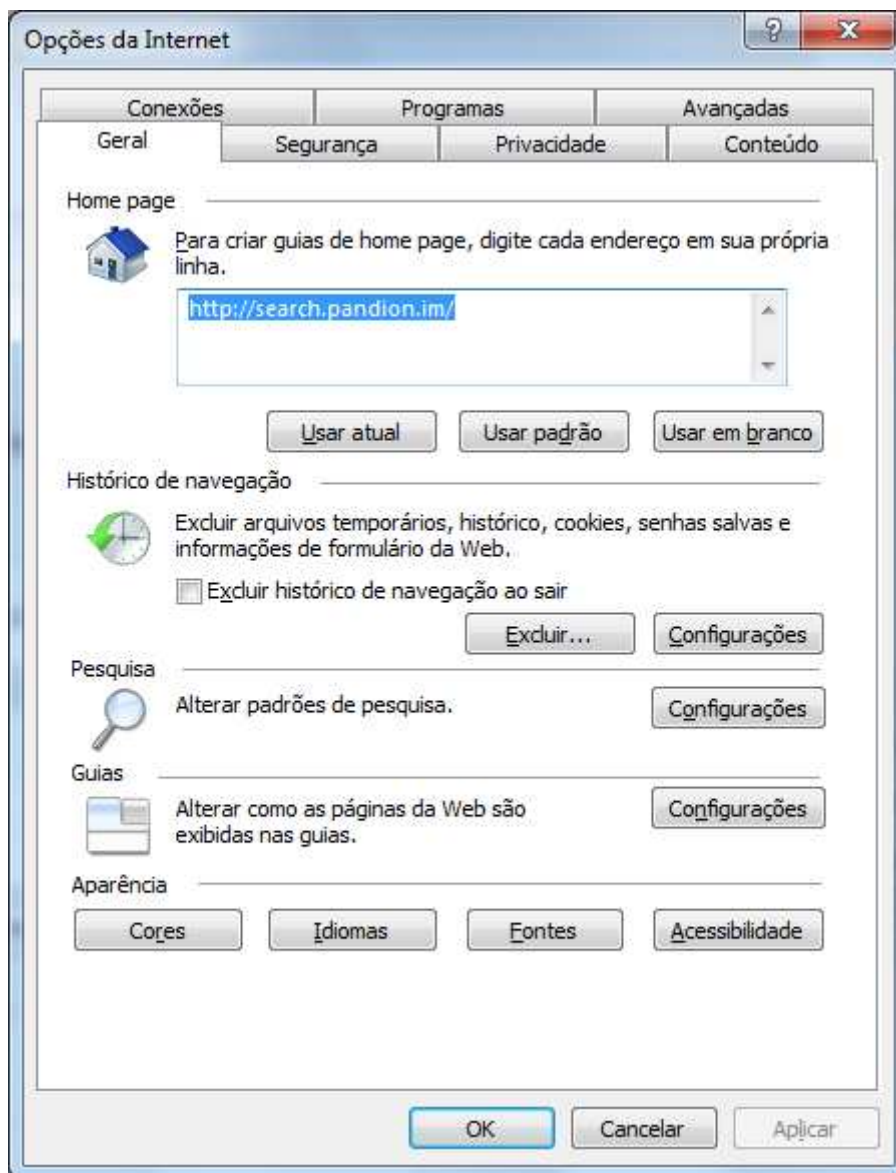 Opções da Internet
Conexões Programas Avançadas
Geral Segurança Privacidade Conteúdo
Home page
Para criar guias de home page, digite cada endereço em sua própria
linha.
http://search.pandion.im/
Usar atual Usar padrão Usar em branco
Histórico de navegação
Excluir arquivos temporários, histórico, cookies, senhas salvas e
informações de formulário da Web.
Excluir histórico de navegação ao sair
Excluir... Configurações
Pesquisa
Alterar padrões de pesquisa. Configurações
Guias
Alterar como as páginas da Web são Configurações
exibidas nas guias.
Aparência
Cores Idiomas Fontes Acessibilidade
OK Cancelar Aplicar